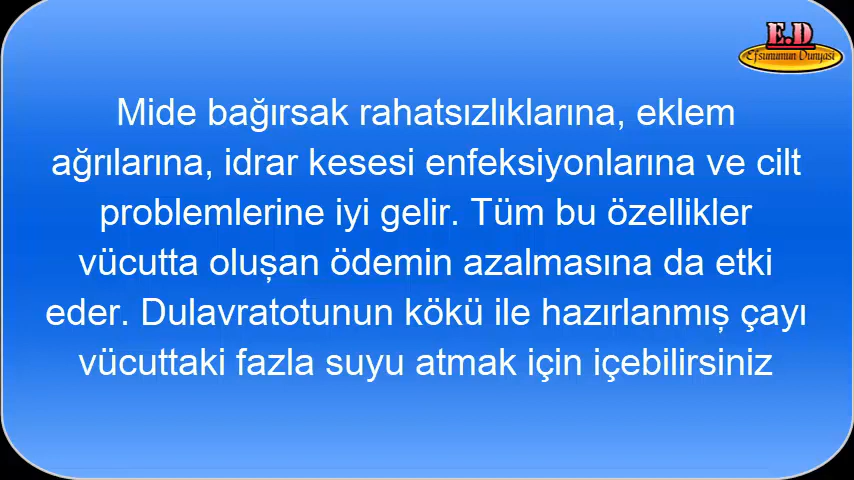 E.D
Efsunumun Dünyası
Mide bağırsak rahatsızlıklarına, eklem
ağrılarına, idrar kesesi enfeksiyonlarına ve cilt
problemlerine iyi gelir. Tüm bu özellikler
vücutta oluşan ödemin azalmasına da etki
eder. Dulavratotunun kökü ile hazırlanmış çayı
vücuttaki fazla suyu atmak için içebilirsiniz